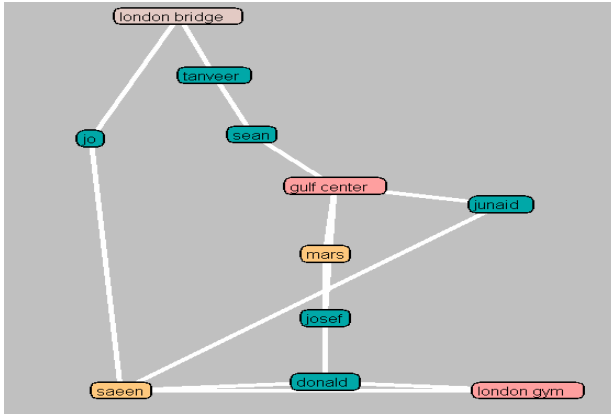 london bridge
tanveer
jo
sean
gulf center
junaid
mars
josef
donald
saeen
london gym